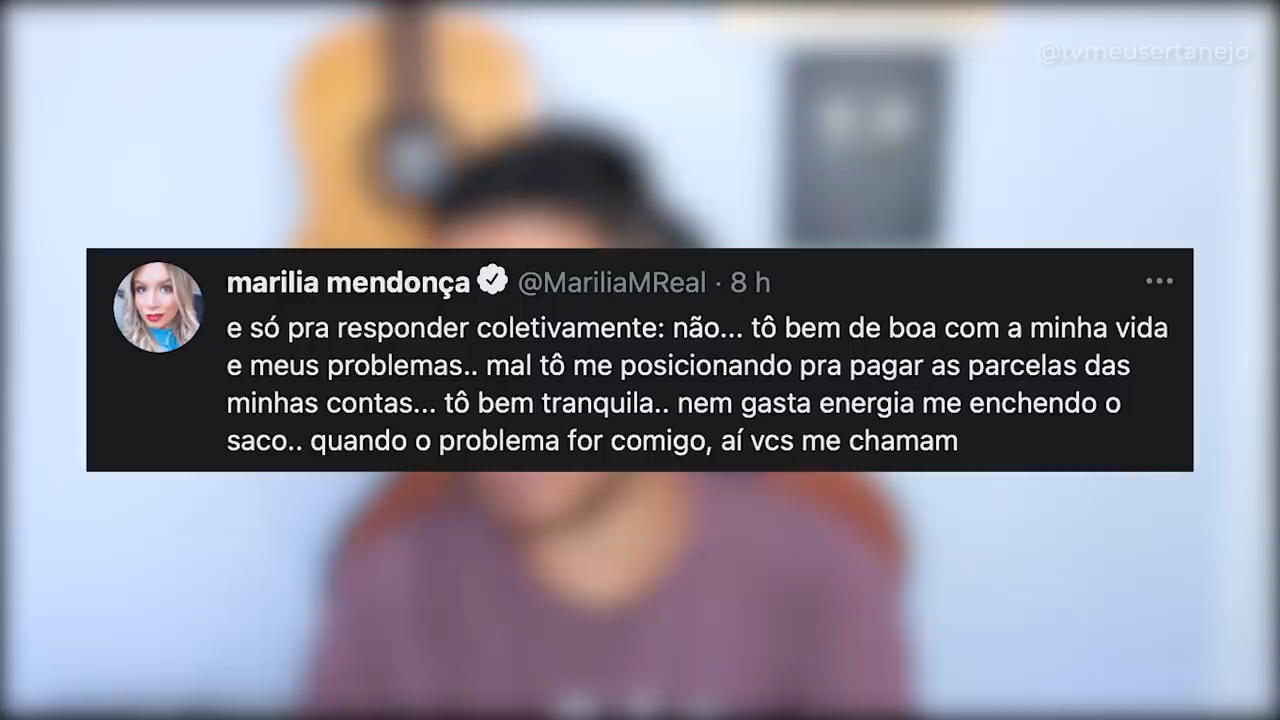 @tvmeusertanejo
marilia mendonça @MariliaMReal · 8 h
e só pra responder coletivamente: não... tô bem de boa com a minha vida
e meus problemas.. mal tô me posicionando pra pagar as parcelas das
minhas contas... tô bem tranquila.. nem gasta energia me enchendo o
saco.. quando o problema for comigo, aí vcs me chamam